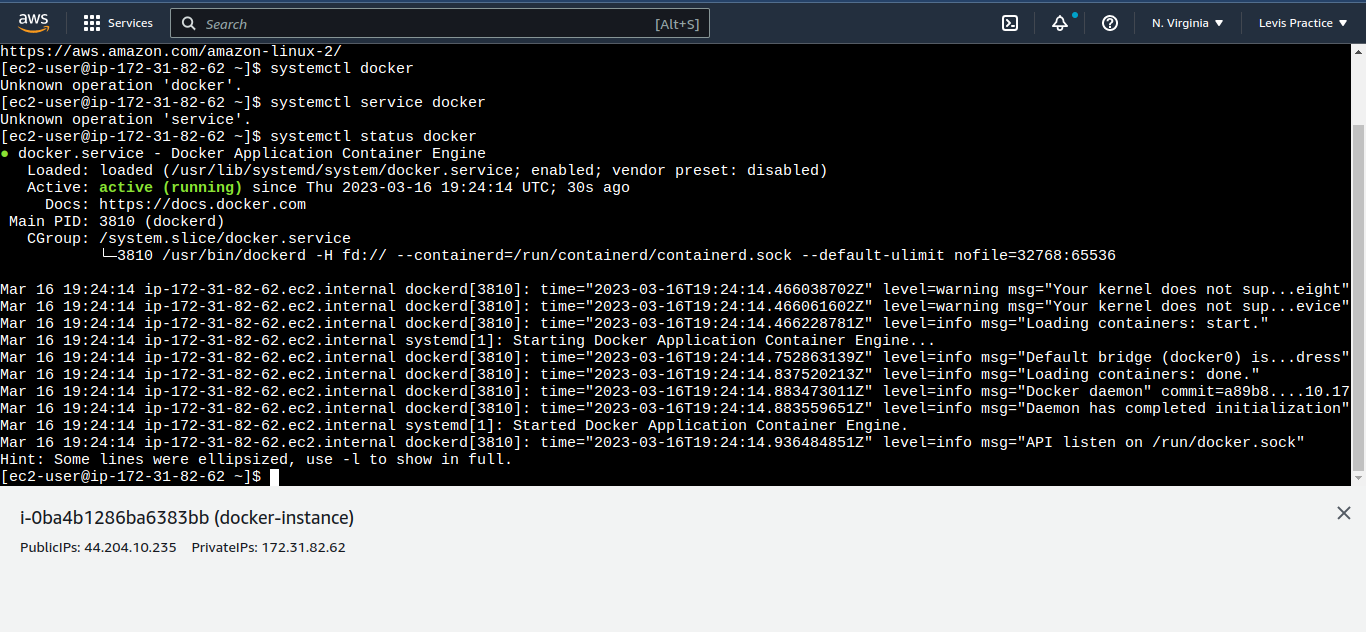 aws Services Search [Alt+S] N. Virginia Levis Practice
https://aws.amazon.com/amazon-linux-2/
[ec2-user@ip-172-31-82-62 ~]$ systemctl docker
Unknown operation 'docker'.
[ec2-user@ip-172-31-82-62 ~]$ systemctl service docker
Unknown operation 'service'.
[ec2-user@ip-172-31-82-62 ~]$ systemctl status docker
● docker.service - Docker Application Container Engine
   Loaded: loaded (/usr/lib/systemd/system/docker.service; enabled; vendor preset: disabled)
   Active: active (running) since Thu 2023-03-16 19:24:14 UTC; 30s ago
     Docs: https://docs.docker.com
 Main PID: 3810 (dockerd)
   CGroup: /system.slice/docker.service
           └─3810 /usr/bin/dockerd -H fd:// --containerd=/run/containerd/containerd.sock --default-ulimit nofile=32768:65536
Mar 16 19:24:14 ip-172-31-82-62.ec2.internal dockerd[3810]: time="2023-03-16T19:24:14.466038702Z" level=warning msg="Your kernel does not sup...eight"
Mar 16 19:24:14 ip-172-31-82-62.ec2.internal dockerd[3810]: time="2023-03-16T19:24:14.466061602Z" level=warning msg="Your kernel does not sup...evice"
Mar 16 19:24:14 ip-172-31-82-62.ec2.internal dockerd[3810]: time="2023-03-16T19:24:14.466228781Z" level=info msg="Loading containers: start."
Mar 16 19:24:14 ip-172-31-82-62.ec2.internal systemd[1]: Starting Docker Application Container Engine...
Mar 16 19:24:14 ip-172-31-82-62.ec2.internal dockerd[3810]: time="2023-03-16T19:24:14.752863139Z" level=info msg="Default bridge (docker0) is...dress"
Mar 16 19:24:14 ip-172-31-82-62.ec2.internal dockerd[3810]: time="2023-03-16T19:24:14.837520213Z" level=info msg="Loading containers: done."
Mar 16 19:24:14 ip-172-31-82-62.ec2.internal dockerd[3810]: time="2023-03-16T19:24:14.883473011Z" level=info msg="Docker daemon" commit=a89b8....10.17
Mar 16 19:24:14 ip-172-31-82-62.ec2.internal dockerd[3810]: time="2023-03-16T19:24:14.883559651Z" level=info msg="Daemon has completed initialization"
Mar 16 19:24:14 ip-172-31-82-62.ec2.internal systemd[1]: Started Docker Application Container Engine.
Mar 16 19:24:14 ip-172-31-82-62.ec2.internal dockerd[3810]: time="2023-03-16T19:24:14.936484851Z" level=info msg="API listen on /run/docker.sock"
Hint: Some lines were ellipsized, use -l to show in full.
[ec2-user@ip-172-31-82-62 ~]$
i-0ba4b1286ba6383bb (docker-instance)
PublicIPs: 44.204.10.235 PrivateIPs: 172.31.82.62